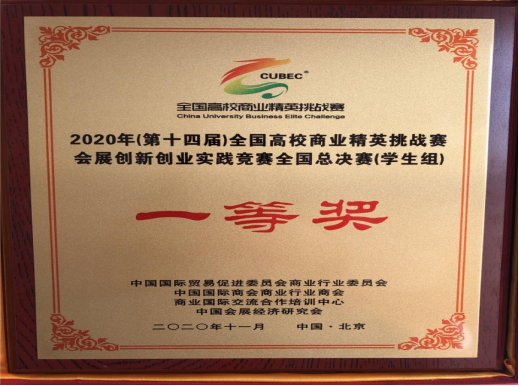 CUBEC®
全国高校商业精英挑战赛
China University Business Elite Challenge
2020年(第十四届)全国高校商业精英挑战赛
会展创新创业实践竞赛全国总决赛(学生组)
一等奖
中国国际贸易促进委员会商业行业委员会
中国国际商会商业行业商会
商业国际交流合作培训中心
中国会展经济研究会
二〇二〇年十一月 中国·北京